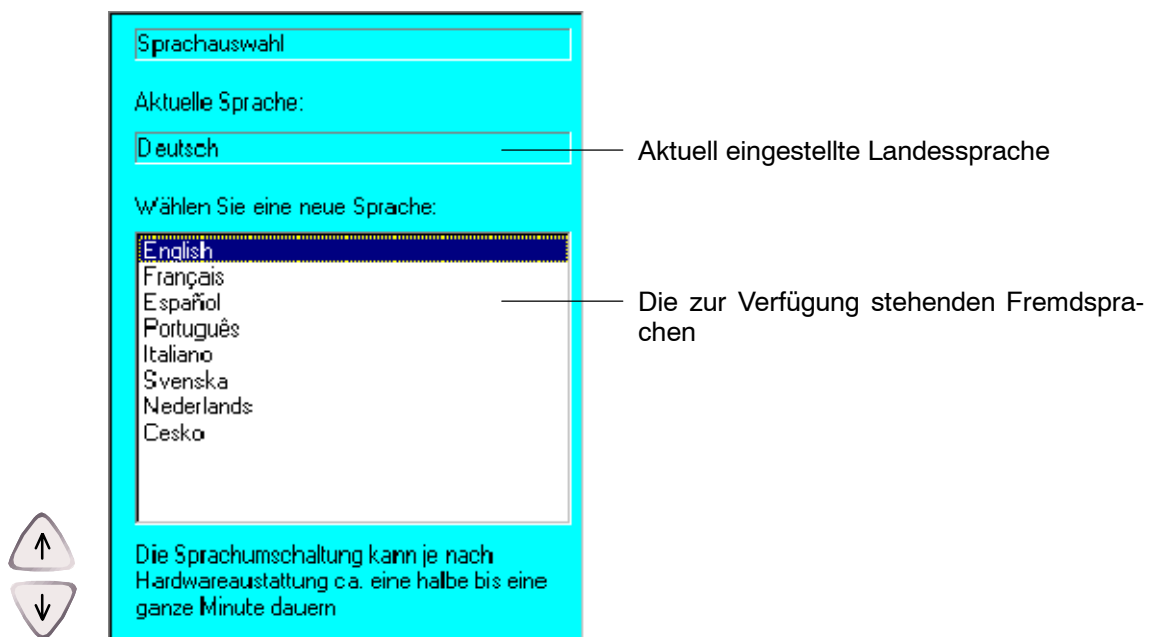 Sprachauswahl
Aktuelle Sprache:
Deutsch
Aktuell eingestellte Landessprache
Wählen Sie eine neue Sprache:
English
Français
Español
Die zur Verfügung stehenden Fremdspra-
chen
Português
Italiano
Svenska
Nederlands
Cesko
Die Sprachumschaltung kann je nach
Hardwareaustattung ca. eine halbe bis eine
ganze Minute dauern